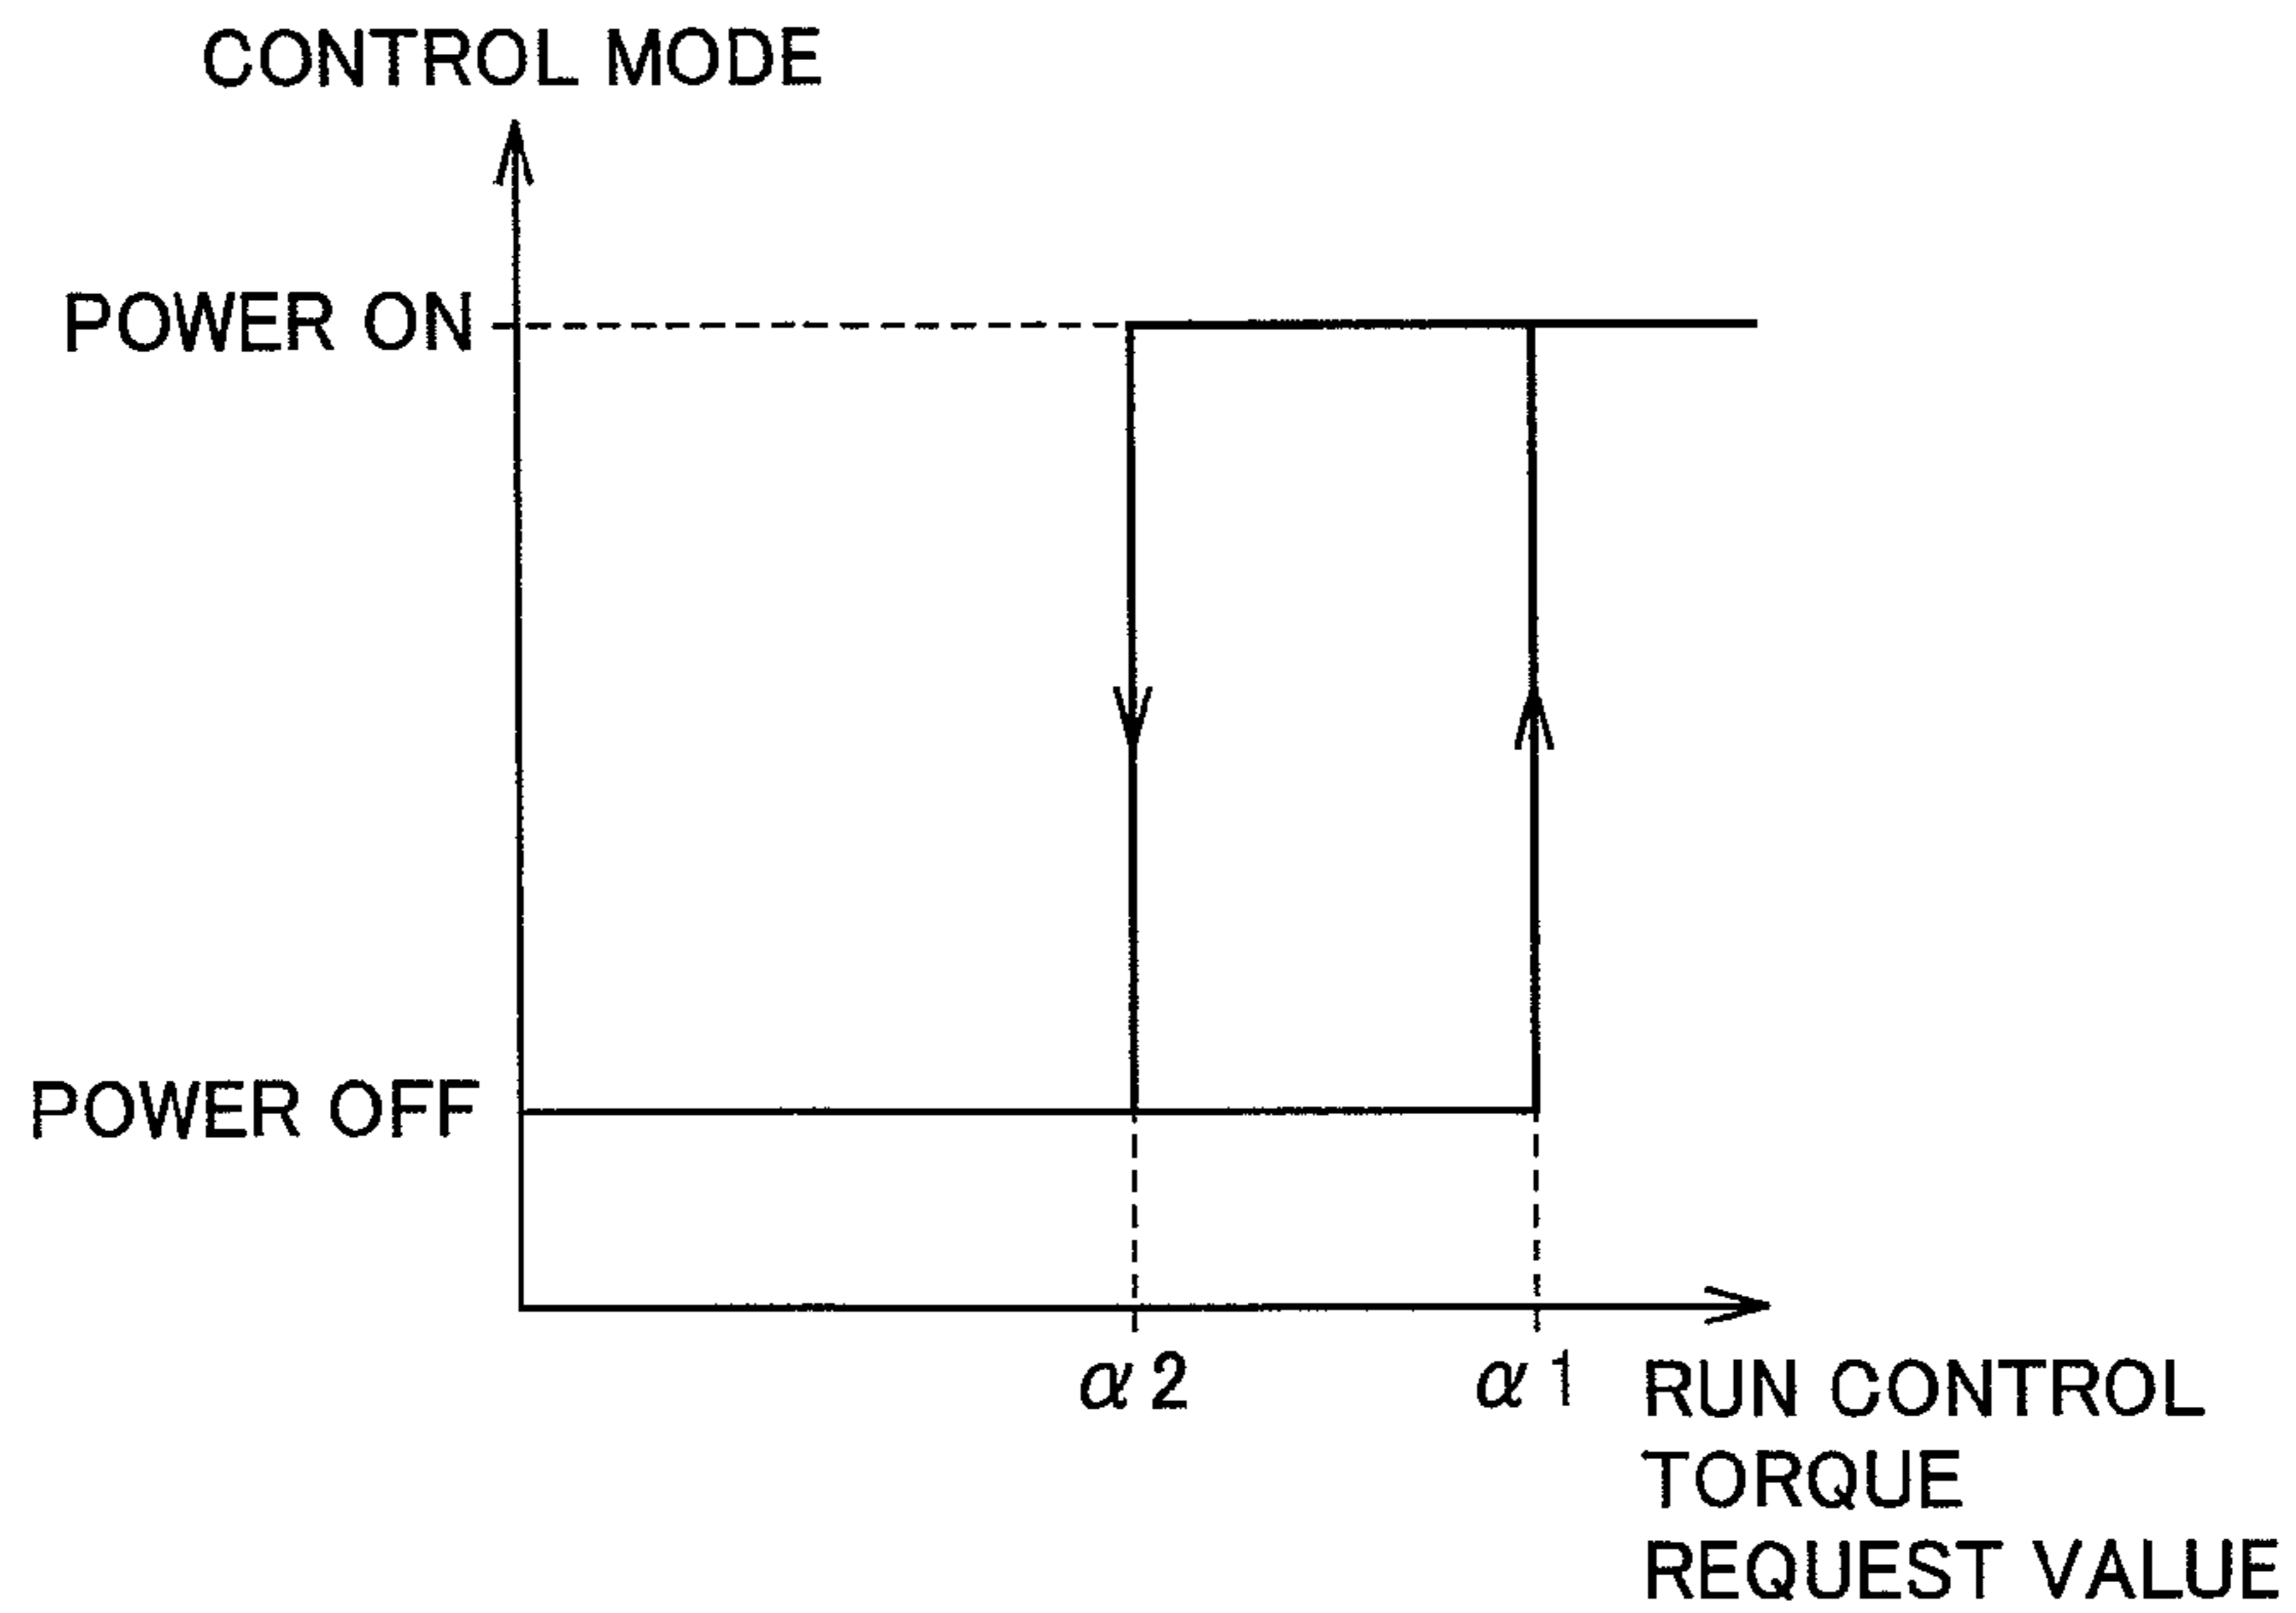 CONTROL MODE
POWER ON
POWER OFF
α2
α1
RUN CONTROL
TORQUE
REQUEST VALUE